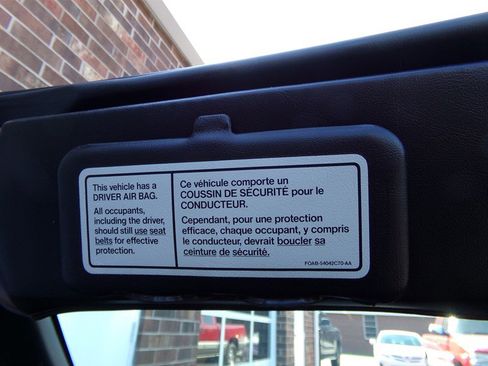 This vehicle has a
DRIVER AIR BAG.
All occupants,
including the driver,
should still use seat
belts for effective
protection.
Ce véhicule comporte un
COUSSIN DE SÉCURITÉ pour le
CONDUCTEUR.
Cependant, pour une protection
efficace, chaque occupant, y compris
le conducteur, devrait boucler sa
ceinture de sécurité.
FOAB-54042C70-AA